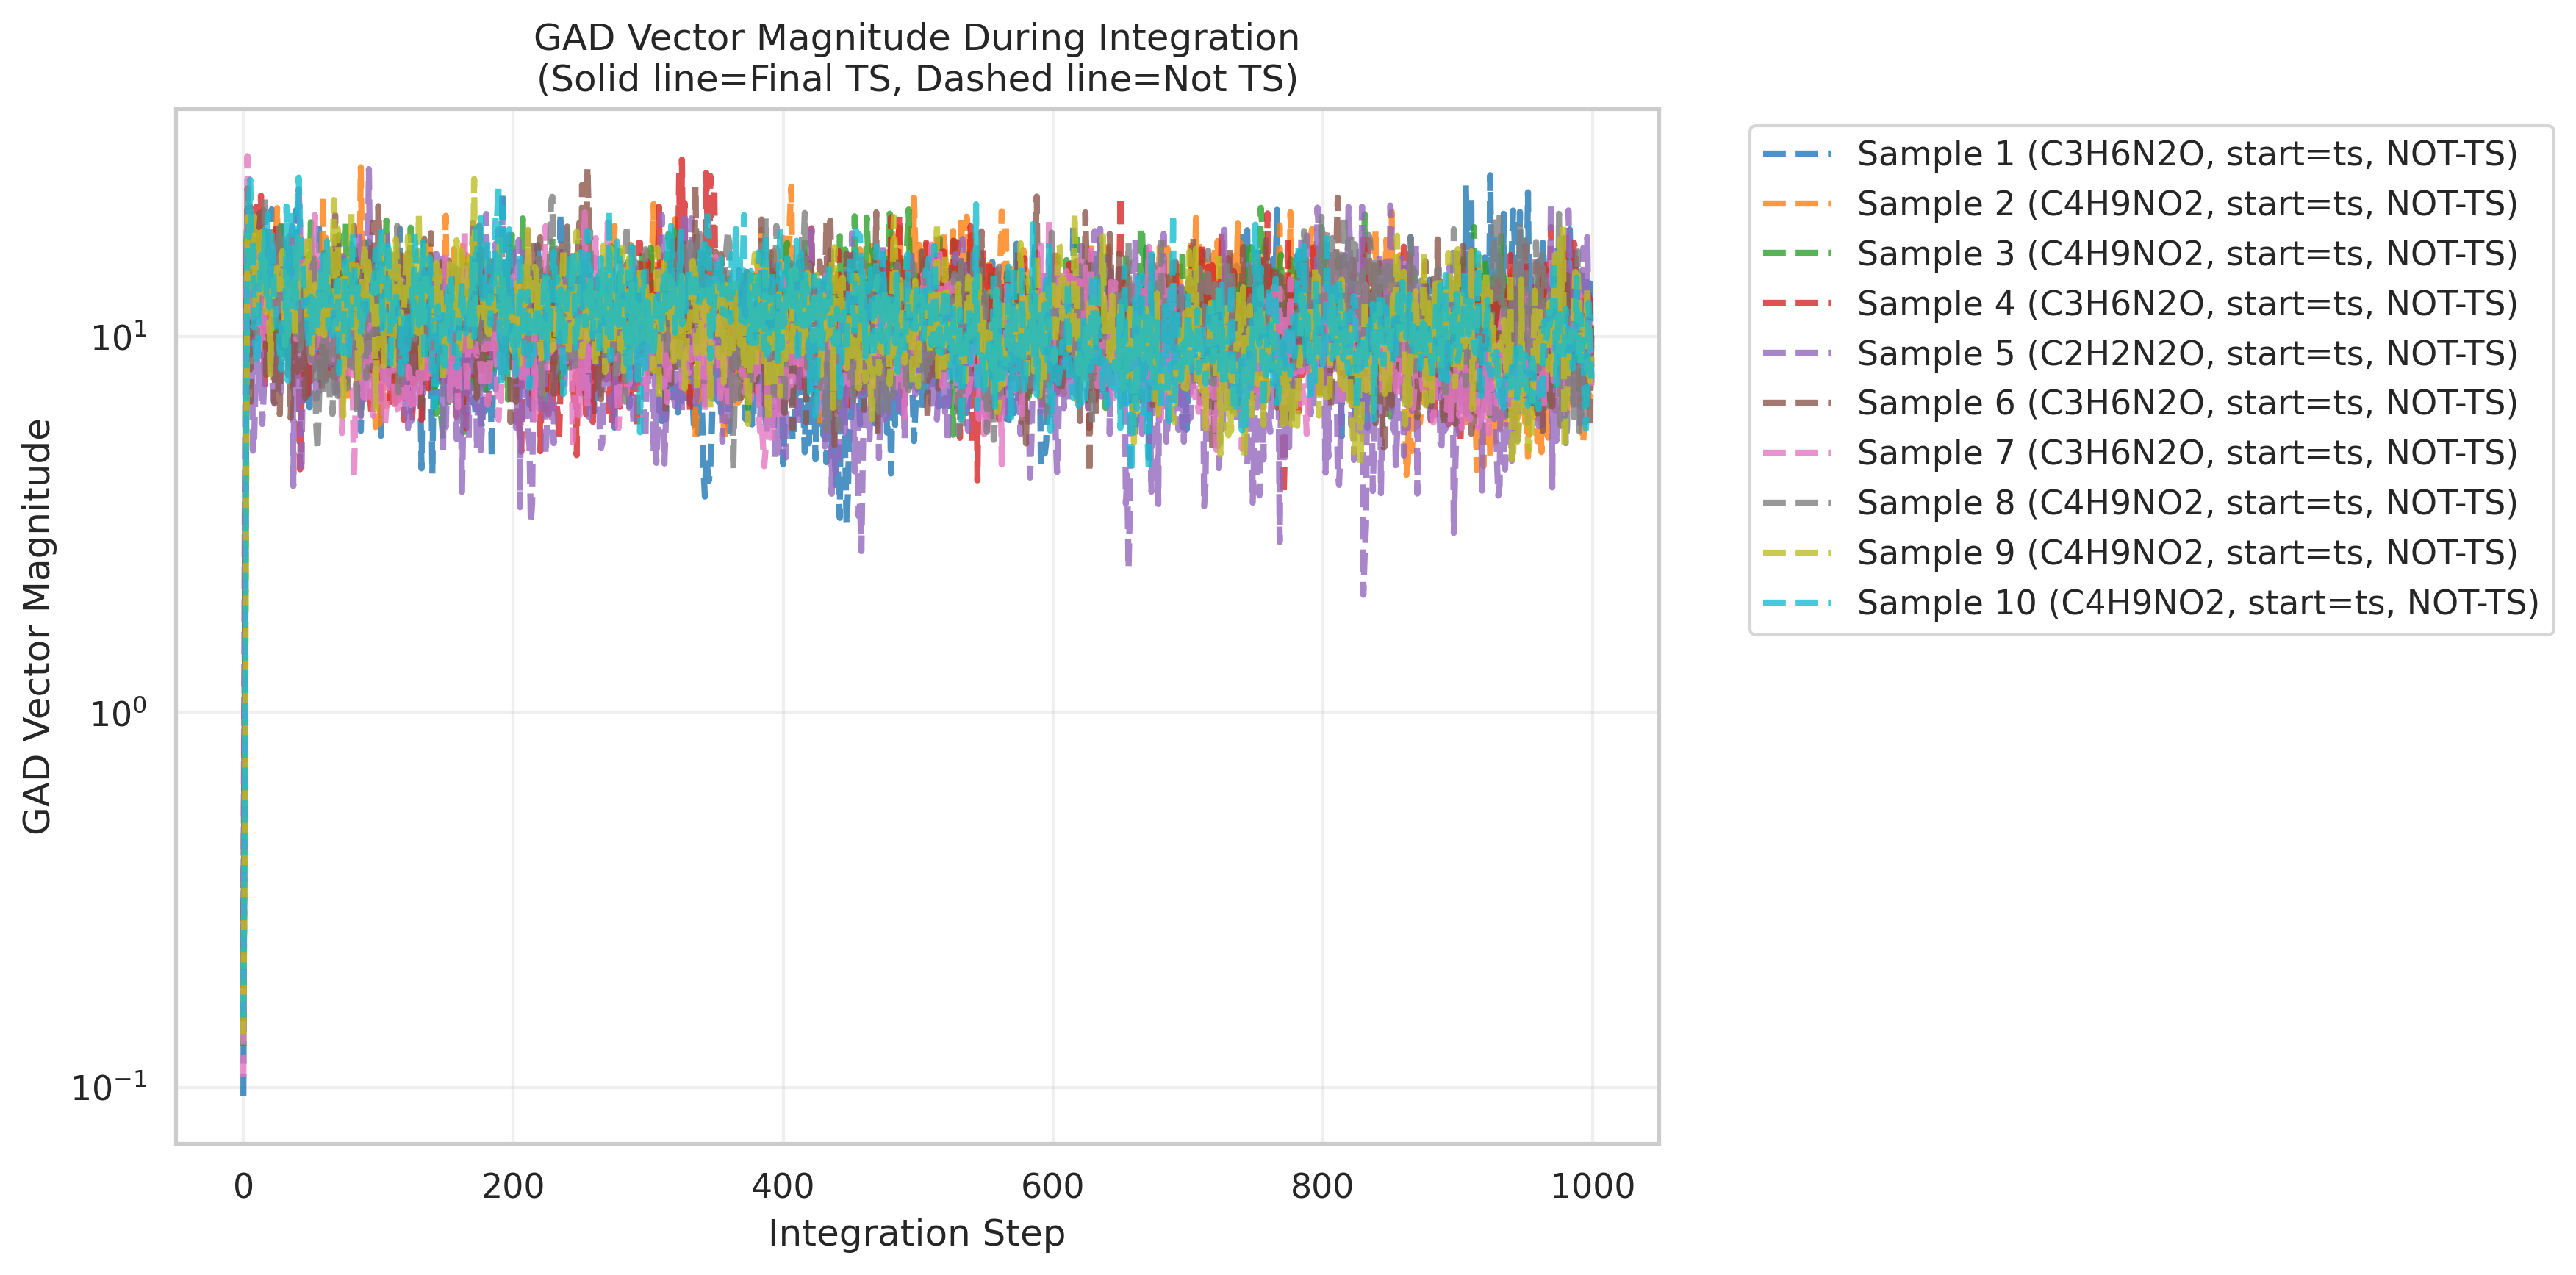 GAD Vector Magnitude During Integration
(Solid line=Final TS, Dashed line=Not TS)
GAD Vector Magnitude
10¹
10⁰
10⁻¹
0 200 400 600 800 1000
Integration Step
Sample 1 (C3H6N2O, start=ts, NOT-TS)
Sample 2 (C4H9NO2, start=ts, NOT-TS)
Sample 3 (C4H9NO2, start=ts, NOT-TS)
Sample 4 (C3H6N2O, start=ts, NOT-TS)
Sample 5 (C2H2N2O, start=ts, NOT-TS)
Sample 6 (C3H6N2O, start=ts, NOT-TS)
Sample 7 (C3H6N2O, start=ts, NOT-TS)
Sample 8 (C4H9NO2, start=ts, NOT-TS)
Sample 9 (C4H9NO2, start=ts, NOT-TS)
Sample 10 (C4H9NO2, start=ts, NOT-TS)